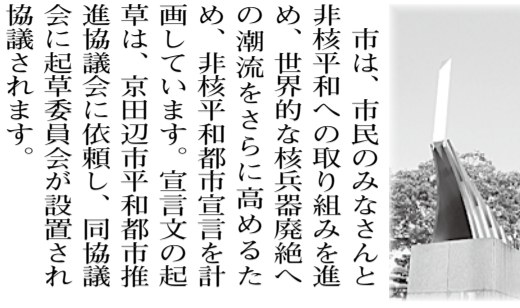 市は、市民のみなさんと
非核平和への取り組みを進
め、世界的な核兵器廃絶へ
の潮流をさらに高めるた
め、非核平和都市宣言を計
画しています。宣言文の起
草は、京田辺市平和都市推
進協議会に依頼し、同協議
会に起草委員会が設置され
協議されます。